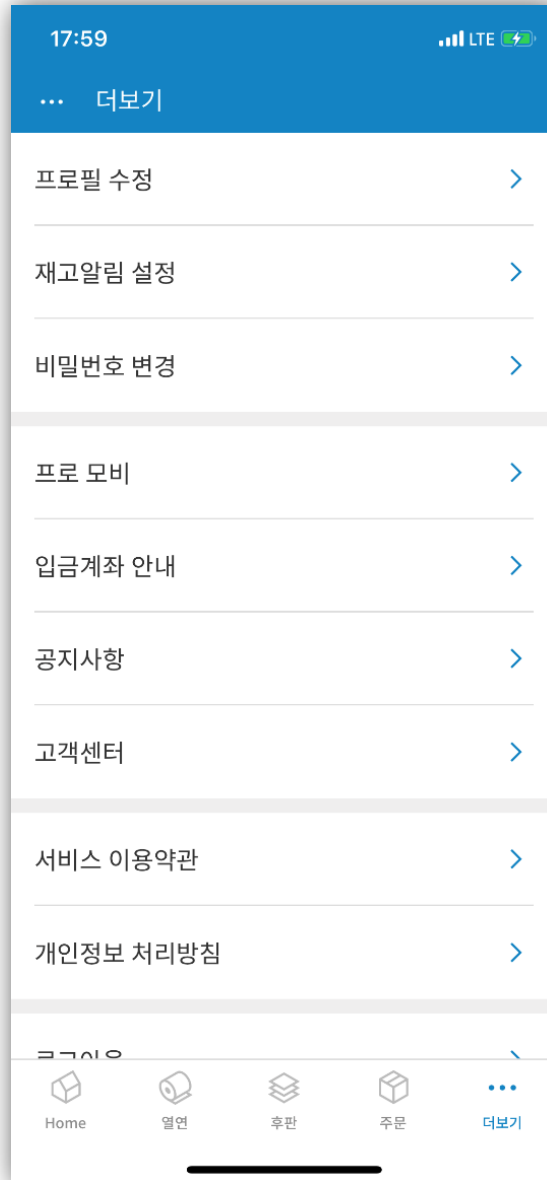 17:59
LTE
더보기
프로필 수정
재고알림 설정
비밀번호 변경
프로 모비
입금계좌 안내
공지사항
고객센터
서비스 이용약관
개인정보 처리방침
Home 열연 후판 주문 더보기